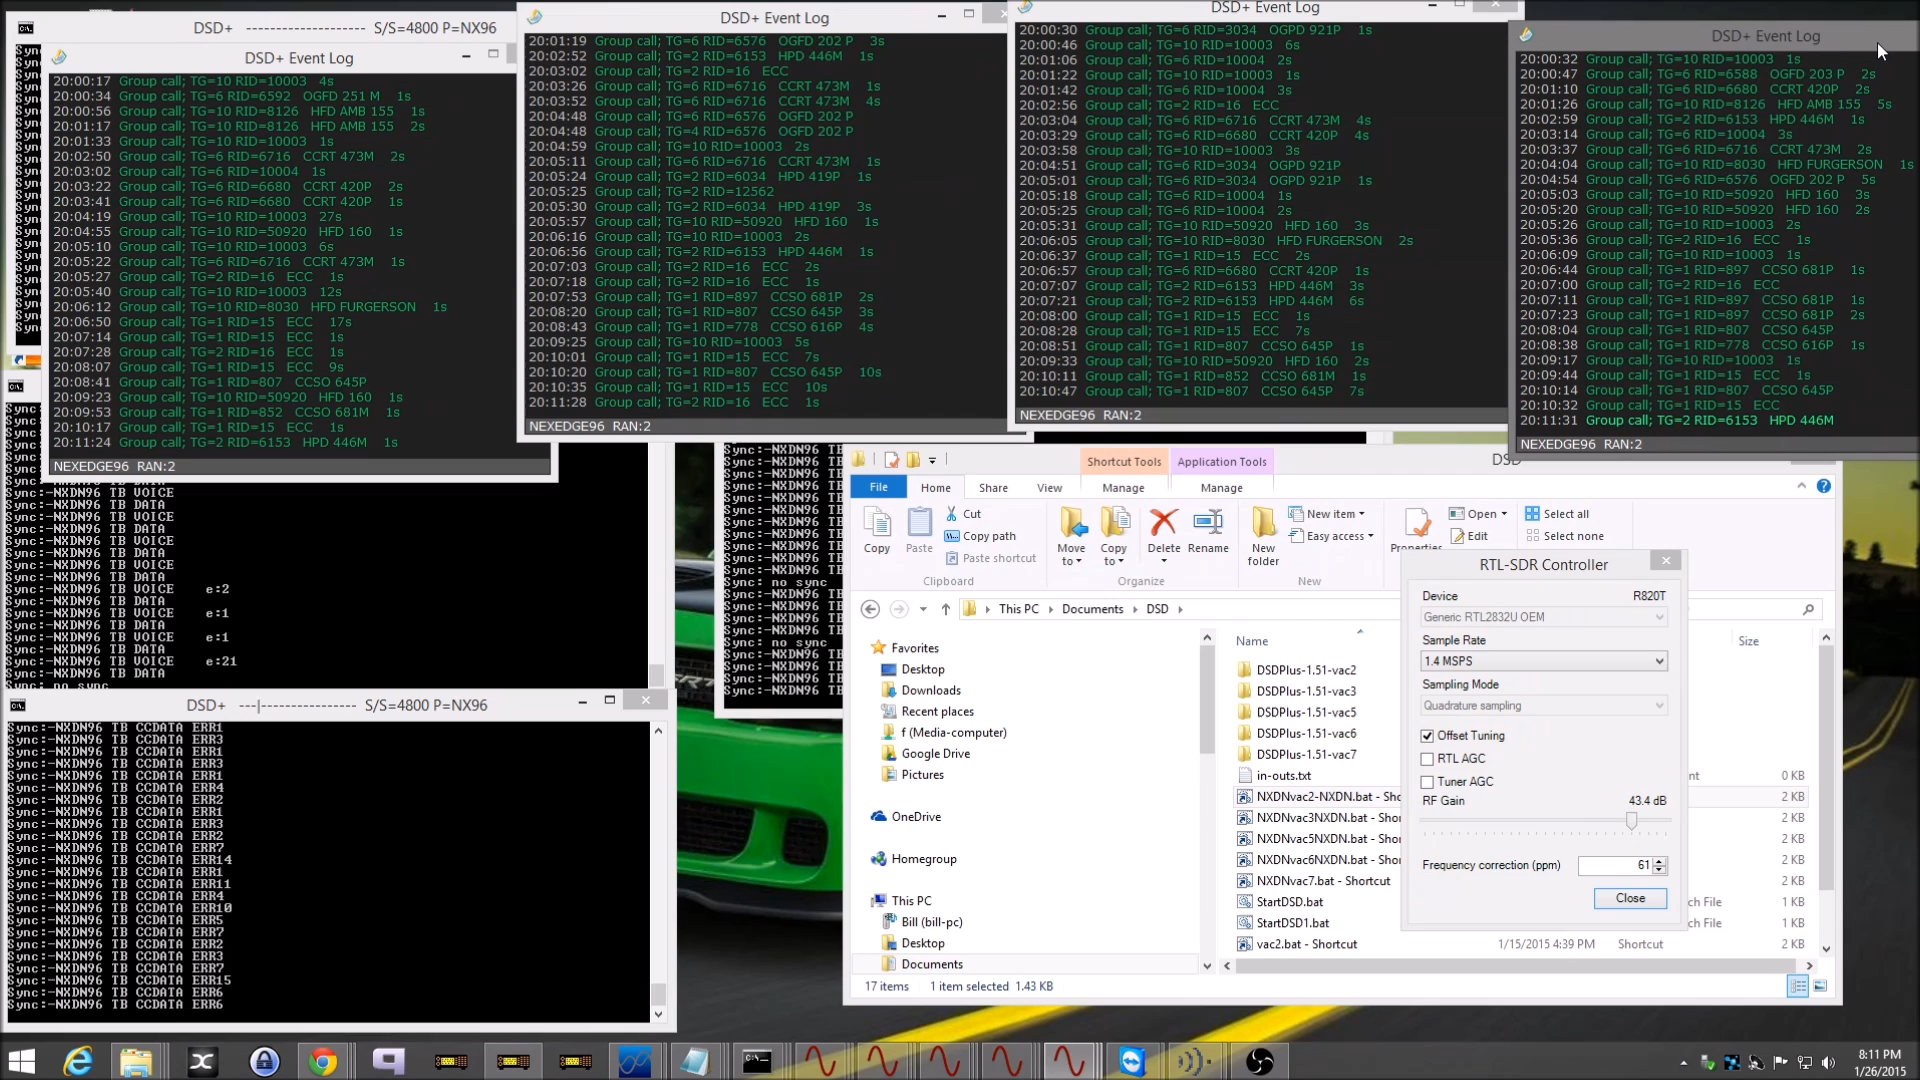 DSD+ ------------------- S/S=4800 P=NX96
DSD+ Event Log
20:00:17 Group call; TG=10 RID=10003 4s
20:00:34 Group call; TG=6 RID=6592 OGFD 251 M 1s
20:00:56 Group call; TG=10 RID=8126 HFD AMB 155 1s
20:01:17 Group call; TG=10 RID=8126 HFD AMB 155 2s
20:01:33 Group call; TG=10 RID=10003 1s
20:02:50 Group call; TG=6 RID=6716 CCRT 473M 2s
20:03:02 Group call; TG=6 RID=10004 1s
20:03:22 Group call; TG=6 RID=6680 CCRT 420P 2s
20:03:41 Group call; TG=6 RID=6680 CCRT 420P 1s
20:04:19 Group call; TG=10 RID=10003 27s
20:04:55 Group call; TG=10 RID=50920 HFD 160 1s
20:05:10 Group call; TG=10 RID=10003 6s
20:05:22 Group call; TG=6 RID=6716 CCRT 473M 1s
20:05:27 Group call; TG=2 RID=16 ECC 1s
20:05:40 Group call; TG=10 RID=10003 12s
20:06:12 Group call; TG=10 RID=8030 HFD FURGERSON 1s
20:06:50 Group call; TG=1 RID=15 ECC 17s
20:07:14 Group call; TG=1 RID=15 ECC 1s
20:07:28 Group call; TG=2 RID=16 ECC 1s
20:08:07 Group call; TG=1 RID=15 ECC 9s
20:08:41 Group call; TG=1 RID=807 CCSO 645P
20:09:23 Group call; TG=10 RID=50920 HFD 160 1s
20:09:53 Group call; TG=1 RID=852 CCSO 681M 1s
20:10:17 Group call; TG=1 RID=15 ECC 1s
20:11:24 Group call; TG=2 RID=6153 HPD 446M 1s
NEXEDGE96 RAN:2
DSD+ Event Log
20:01:19 Group call; TG=6 RID=6576 OGFD 202 P 3s
20:02:52 Group call; TG=2 RID=6153 HPD 446M 1s
20:03:02 Group call; TG=2 RID=16 ECC
20:03:26 Group call; TG=6 RID=6716 CCRT 473M 1s
20:03:52 Group call; TG=6 RID=6716 CCRT 473M 4s
20:04:48 Group call; TG=6 RID=6576 OGFD 202 P
20:04:48 Group call; TG=4 RID=6576 OGFD 202 P
20:04:59 Group call; TG=10 RID=10003 2s
20:05:11 Group call; TG=6 RID=6716 CCRT 473M 1s
20:05:24 Group call; TG=2 RID=6034 HPD 419P 1s
20:05:25 Group call; TG=2 RID=12562
20:05:30 Group call; TG=2 RID=6034 HPD 419P 3s
20:05:57 Group call; TG=10 RID=50920 HFD 160 1s
20:06:16 Group call; TG=10 RID=10003 2s
20:06:56 Group call; TG=2 RID=6153 HPD 446M 1s
20:07:03 Group call; TG=2 RID=16 ECC 2s
20:07:18 Group call; TG=2 RID=16 ECC 1s
20:07:53 Group call; TG=1 RID=897 CCSO 681P 2s
20:08:20 Group call; TG=1 RID=807 CCSO 645P 3s
20:08:43 Group call; TG=1 RID=778 CCSO 616P 4s
20:09:25 Group call; TG=10 RID=10003 5s
20:10:01 Group call; TG=1 RID=15 ECC 7s
20:10:20 Group call; TG=1 RID=807 CCSO 645P 10s
20:10:35 Group call; TG=1 RID=15 ECC 10s
20:11:28 Group call; TG=2 RID=16 ECC 1s
NEXEDGE96 RAN:2
DSD+ Event Log
20:00:30 Group call; TG=6 RID=3034 OGPD 921P 1s
20:00:46 Group call; TG=10 RID=10003 6s
20:01:06 Group call; TG=6 RID=10004 2s
20:01:22 Group call; TG=10 RID=10003 1s
20:01:42 Group call; TG=6 RID=10004 3s
20:02:56 Group call; TG=2 RID=16 ECC
20:03:04 Group call; TG=6 RID=6716 CCRT 473M 4s
20:03:29 Group call; TG=6 RID=6680 CCRT 420P 4s
20:03:58 Group call; TG=10 RID=10003 3s
20:04:51 Group call; TG=6 RID=3034 OGPD 921P
20:05:01 Group call; TG=6 RID=3034 OGPD 921P 1s
20:05:18 Group call; TG=6 RID=10004 1s
20:05:25 Group call; TG=6 RID=10004 2s
20:05:31 Group call; TG=10 RID=50920 HFD 160 3s
20:06:05 Group call; TG=10 RID=8030 HFD FURGERSON 2s
20:06:37 Group call; TG=1 RID=15 ECC 2s
20:06:57 Group call; TG=6 RID=6680 CCRT 420P 1s
20:07:07 Group call; TG=2 RID=6153 HPD 446M 3s
20:07:21 Group call; TG=2 RID=6153 HPD 446M 6s
20:08:00 Group call; TG=1 RID=15 ECC 1s
20:08:28 Group call; TG=1 RID=15 ECC 7s
20:08:51 Group call; TG=1 RID=807 CCSO 645P 1s
20:09:33 Group call; TG=10 RID=50920 HFD 160 2s
20:10:11 Group call; TG=1 RID=852 CCSO 681M 1s
20:10:47 Group call; TG=1 RID=807 CCSO 645P 7s
NEXEDGE96 RAN:2
DSD+ Event Log
20:00:32 Group call; TG=10 RID=10003 1s
20:00:47 Group call; TG=6 RID=6588 OGFD 203 P 2s
20:01:10 Group call; TG=6 RID=6680 CCRT 420P 2s
20:01:26 Group call; TG=10 RID=8126 HFD AMB 155 5s
20:02:59 Group call; TG=2 RID=6153 HPD 446M 1s
20:03:14 Group call; TG=6 RID=10004 3s
20:03:37 Group call; TG=6 RID=6716 CCRT 473M 2s
20:04:04 Group call; TG=10 RID=8030 HFD FURGERSON 1s
20:04:54 Group call; TG=6 RID=6576 OGFD 202 P 5s
20:05:03 Group call; TG=10 RID=50920 HFD 160 3s
20:05:20 Group call; TG=10 RID=50920 HFD 160 2s
20:05:26 Group call; TG=10 RID=10003 2s
20:05:36 Group call; TG=2 RID=16 ECC 1s
20:06:09 Group call; TG=10 RID=10003 1s
20:06:44 Group call; TG=1 RID=897 CCSO 681P 1s
20:07:00 Group call; TG=2 RID=16 ECC
20:07:11 Group call; TG=1 RID=897 CCSO 681P 1s
20:07:23 Group call; TG=1 RID=897 CCSO 681P 2s
20:08:04 Group call; TG=1 RID=807 CCSO 645P
20:08:38 Group call; TG=1 RID=778 CCSO 616P 1s
20:09:17 Group call; TG=10 RID=10003 1s
20:09:44 Group call; TG=1 RID=15 ECC 1s
20:10:14 Group call; TG=1 RID=807 CCSO 645P
20:10:32 Group call; TG=1 RID=15 ECC
20:11:31 Group call; TG=2 RID=6153 HPD 446M
NEXEDGE96 RAN:2
Sync:-NXDN96 TB DATA
Sync:-NXDN96 TB VOICE
Sync:-NXDN96 TB DATA
Sync:-NXDN96 TB VOICE
Sync:-NXDN96 TB VOICE
Sync:-NXDN96 TB VOICE
Sync:-NXDN96 TB DATA
Sync:-NXDN96 TB VOICE
Sync:-NXDN96 TB DATA
Sync:-NXDN96 TB VOICE e:2
Sync:-NXDN96 TB DATA
Sync:-NXDN96 TB VOICE e:1
Sync:-NXDN96 TB DATA
Sync:-NXDN96 TB VOICE e:1
Sync:-NXDN96 TB DATA
Sync:-NXDN96 TB VOICE e:21
Sync:-NXDN96 TB DATA
Sync: no sync
DSD+ ---|---------------- S/S=4800 P=NX96
Sync:-NXDN96 TB CCDATA ERR1
Sync:-NXDN96 TB CCDATA ERR3
Sync:-NXDN96 TB CCDATA ERR1
Sync:-NXDN96 TB CCDATA ERR3
Sync:-NXDN96 TB CCDATA ERR1
Sync:-NXDN96 TB CCDATA ERR4
Sync:-NXDN96 TB CCDATA ERR2
Sync:-NXDN96 TB CCDATA ERR1
Sync:-NXDN96 TB CCDATA ERR3
Sync:-NXDN96 TB CCDATA ERR2
Sync:-NXDN96 TB CCDATA ERR7
Sync:-NXDN96 TB CCDATA ERR14
Sync:-NXDN96 TB CCDATA ERR1
Sync:-NXDN96 TB CCDATA ERR11
Sync:-NXDN96 TB CCDATA ERR4
Sync:-NXDN96 TB CCDATA ERR10
Sync:-NXDN96 TB CCDATA ERR5
Sync:-NXDN96 TB CCDATA ERR7
Sync:-NXDN96 TB CCDATA ERR2
Sync:-NXDN96 TB CCDATA ERR3
Sync:-NXDN96 TB CCDATA ERR7
Sync:-NXDN96 TB CCDATA ERR15
Sync:-NXDN96 TB CCDATA ERR6
Sync:-NXDN96 TB CCDATA ERR6
Shortcut Tools Application Tools DSD
File Home Share View Manage Manage
Copy Paste Cut
Copy path
Paste shortcut
Clipboard
Move to Copy to Delete Rename
Organize
New folder
New item
Easy access
New
Properties
Open
Edit
Select all
Select none
This PC Documents DSD
Favorites
Desktop
Downloads
Recent places
f (Media-computer)
Google Drive
Pictures
OneDrive
Homegroup
This PC
Bill (bill-pc)
Desktop
Documents
Name Size
DSDPlus-1.51-vac2
DSDPlus-1.51-vac3
DSDPlus-1.51-vac5
DSDPlus-1.51-vac6
DSDPlus-1.51-vac7
in-outs.txt nt 0 KB
NXDNvac2-NXDN.bat - Sho 2 KB
NXDNvac3NXDN.bat - Shor 2 KB
NXDNvac5NXDN.bat - Shor 2 KB
NXDNvac6NXDN.bat - Shor 2 KB
NXDNvac7.bat - Shortcut 2 KB
StartDSD.bat ch File 2 KB
StartDSD1.bat ch File 2 KB
vac2.bat - Shortcut 1/15/2015 4:39 PM Shortcut 2 KB
17 items 1 item selected 1.43 KB
RTL-SDR Controller
Device R820T
Generic RTL2832U OEM
Sample Rate
1.4 MSPS
Sampling Mode
Quadrature sampling
Offset Tuning
RTL AGC
Tuner AGC
RF Gain 43.4 dB
Frequency correction (ppm) 61
Close
8:11 PM
1/26/2015